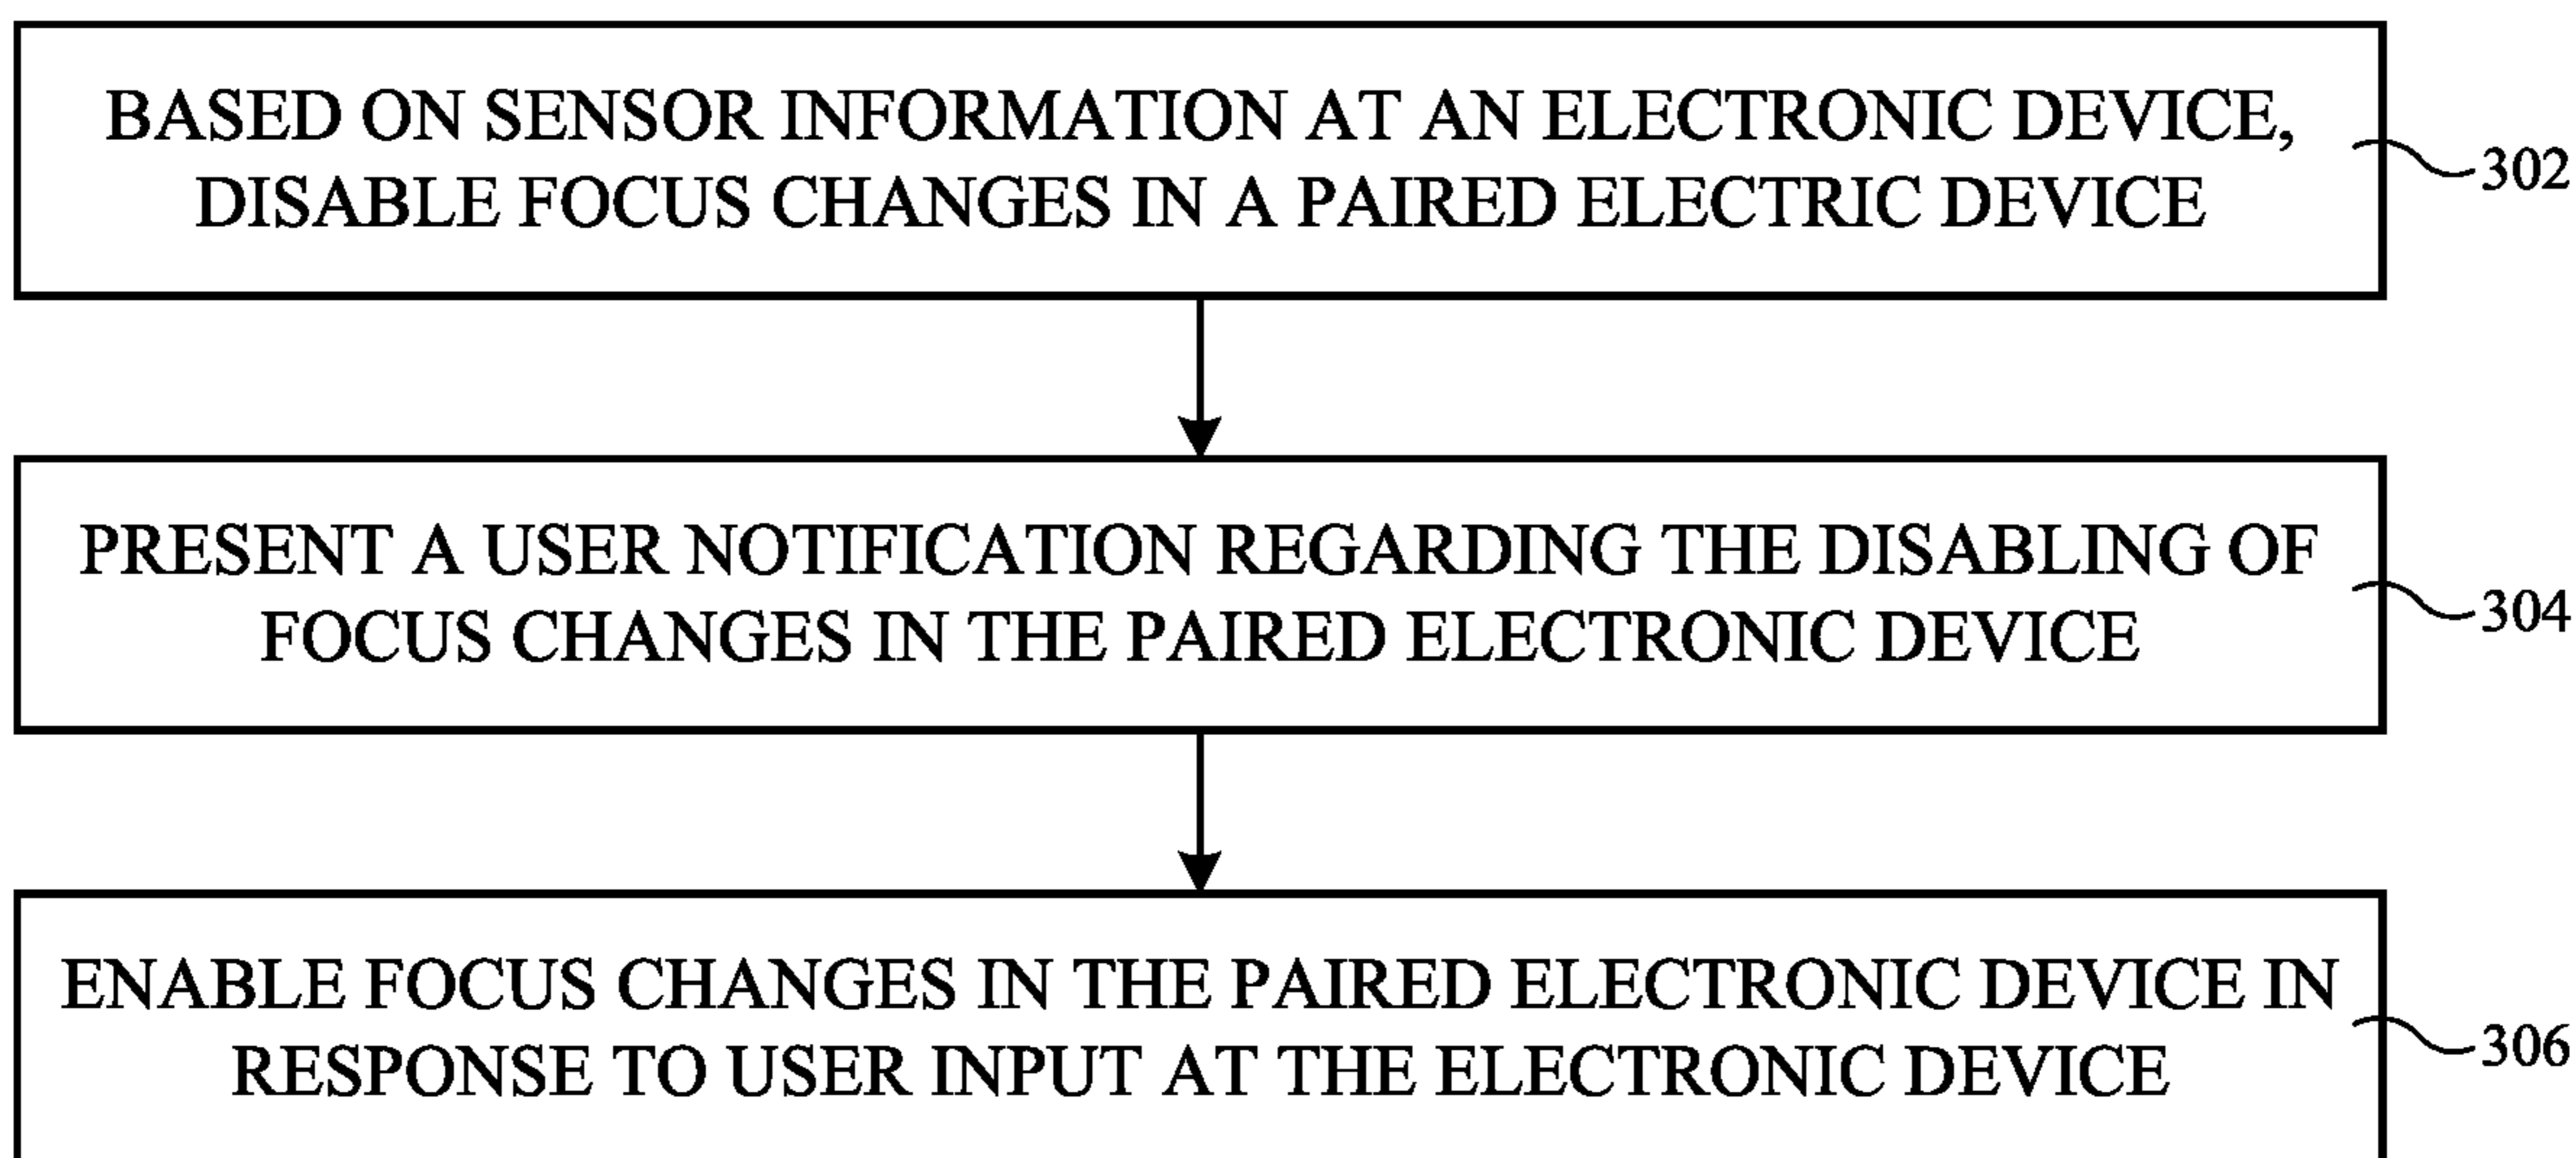 BASED ON SENSOR INFORMATION AT AN ELECTRONIC DEVICE,
DISABLE FOCUS CHANGES IN A PAIRED ELECTRIC DEVICE
302
PRESENT A USER NOTIFICATION REGARDING THE DISABLING OF
FOCUS CHANGES IN THE PAIRED ELECTRONIC DEVICE
304
ENABLE FOCUS CHANGES IN THE PAIRED ELECTRONIC DEVICE IN
RESPONSE TO USER INPUT AT THE ELECTRONIC DEVICE
306